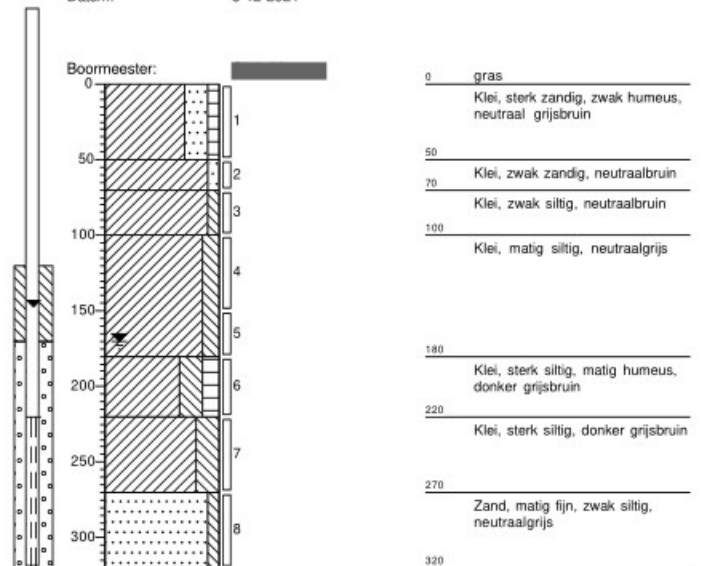 Boormeester:
0
50
100
150
200
250
300
1
2
3
4
5
6
7
8
0 gras
Klei, sterk zandig, zwak humeus,
neutraal grijsbruin
50
Klei, zwak zandig, neutraalbruin
70
Klei, zwak siltig, neutraalbruin
100
Klei, matig siltig, neutraalgrijs
180
Klei, sterk siltig, matig humeus,
donker grijsbruin
220
Klei, sterk siltig, donker grijsbruin
270
Zand, matig fijn, zwak siltig,
neutraalgrijs
320